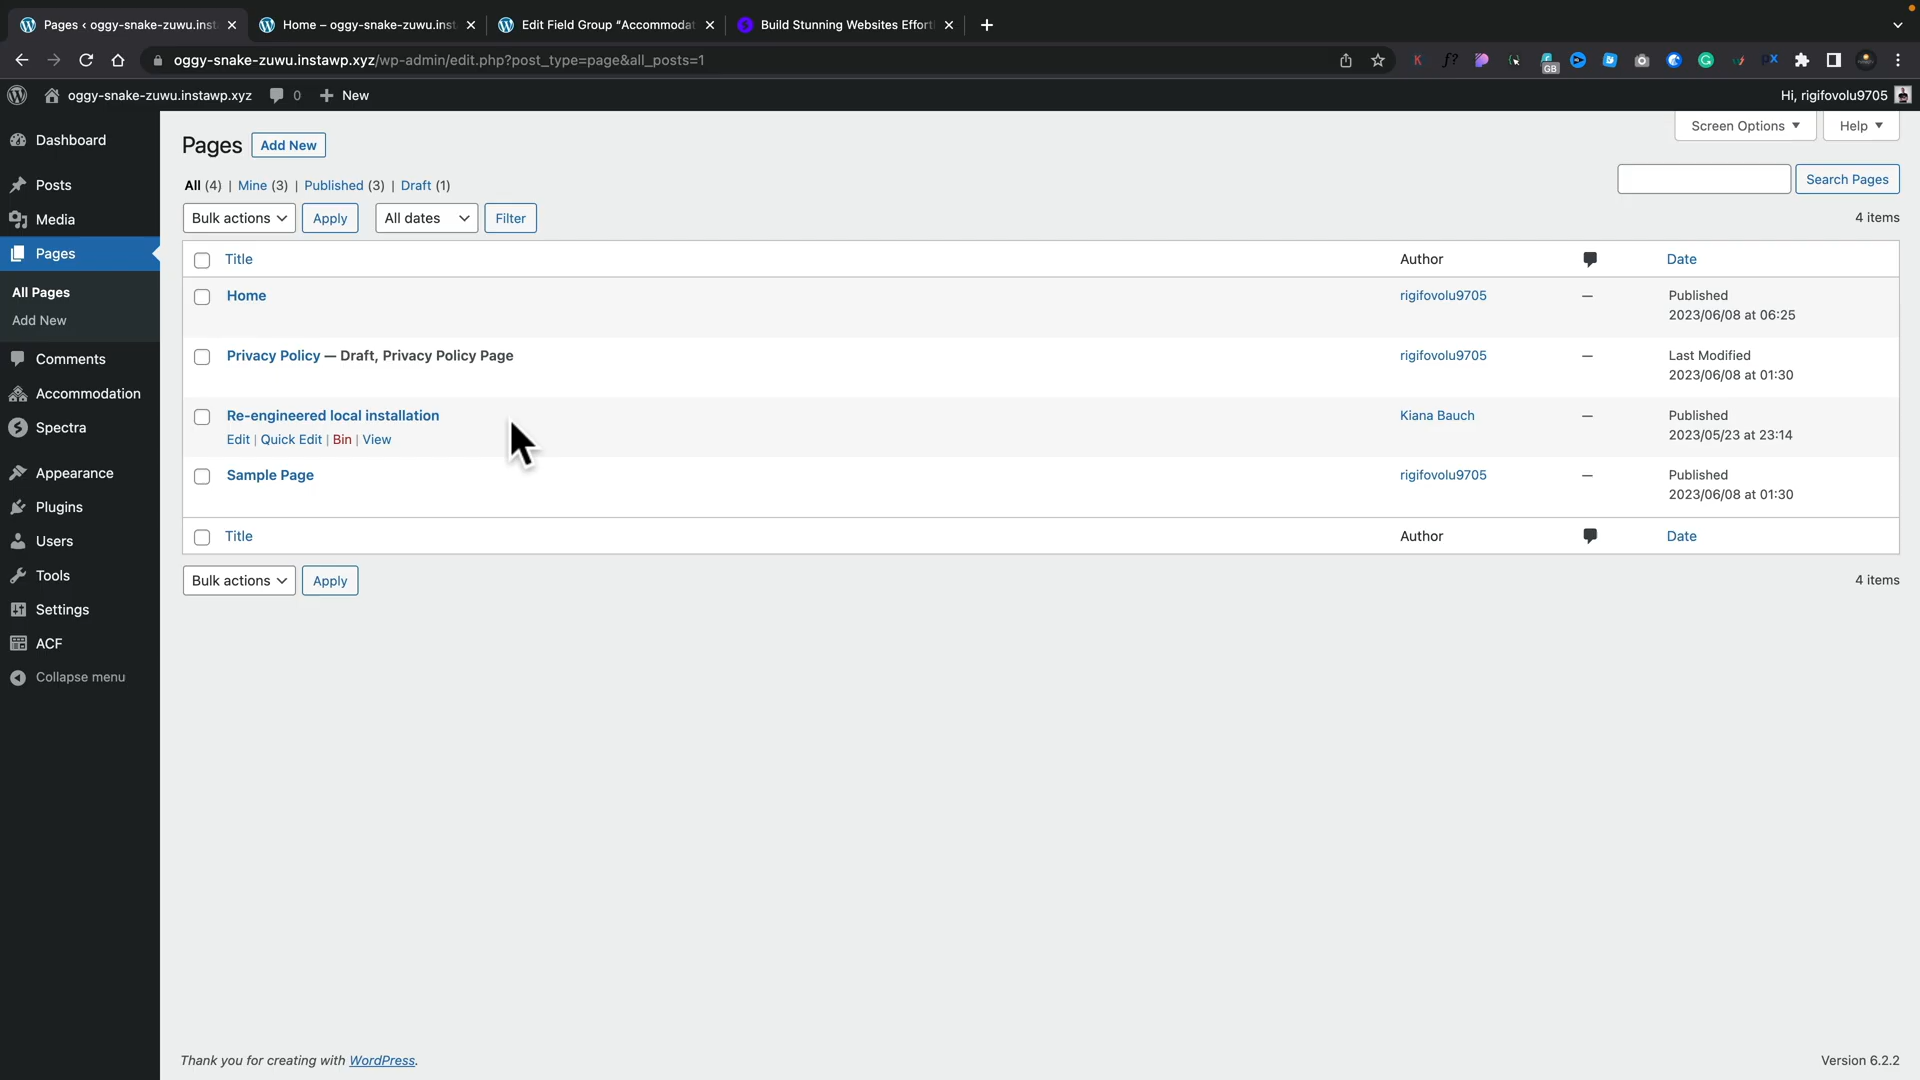 Pages ‹ oggy-snake-zuwu.inst
Home – oggy-snake-zuwu.inst
Edit Field Group “Accommodat
Build Stunning Websites Effort
oggy-snake-zuwu.instawp.xyz/wp-admin/edit.php?post_type=page&all_posts=1
GB
oggy-snake-zuwu.instawp.xyz
0
New
Hi, rigifovolu9705
Dashboard
Posts
Media
Pages
All Pages
Add New
Comments
Accommodation
Spectra
Appearance
Plugins
Users
Tools
Settings
ACF
Collapse menu
Screen Options
Help
Pages
Add New
All (4) | Mine (3) | Published (3) | Draft (1)
Search Pages
Bulk actions
Apply
All dates
Filter
4 items
Title
Author
Date
Home
rigifovolu9705
—
Published
2023/06/08 at 06:25
Privacy Policy — Draft, Privacy Policy Page
rigifovolu9705
—
Last Modified
2023/06/08 at 01:30
Re-engineered local installation
Edit | Quick Edit | Bin | View
Kiana Bauch
—
Published
2023/05/23 at 23:14
Sample Page
rigifovolu9705
—
Published
2023/06/08 at 01:30
Title
Author
Date
Bulk actions
Apply
4 items
Thank you for creating with WordPress.
Version 6.2.2